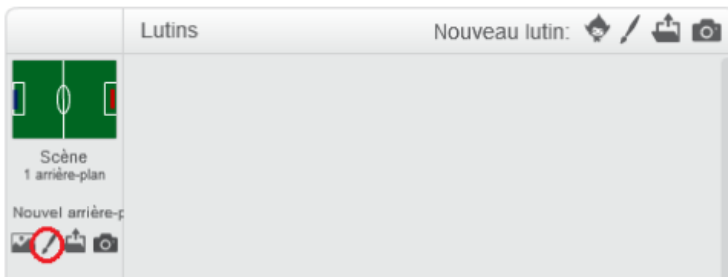 Lutins
Nouveau lutin:
Scène
1 arrière-plan
Nouvel arrière-p